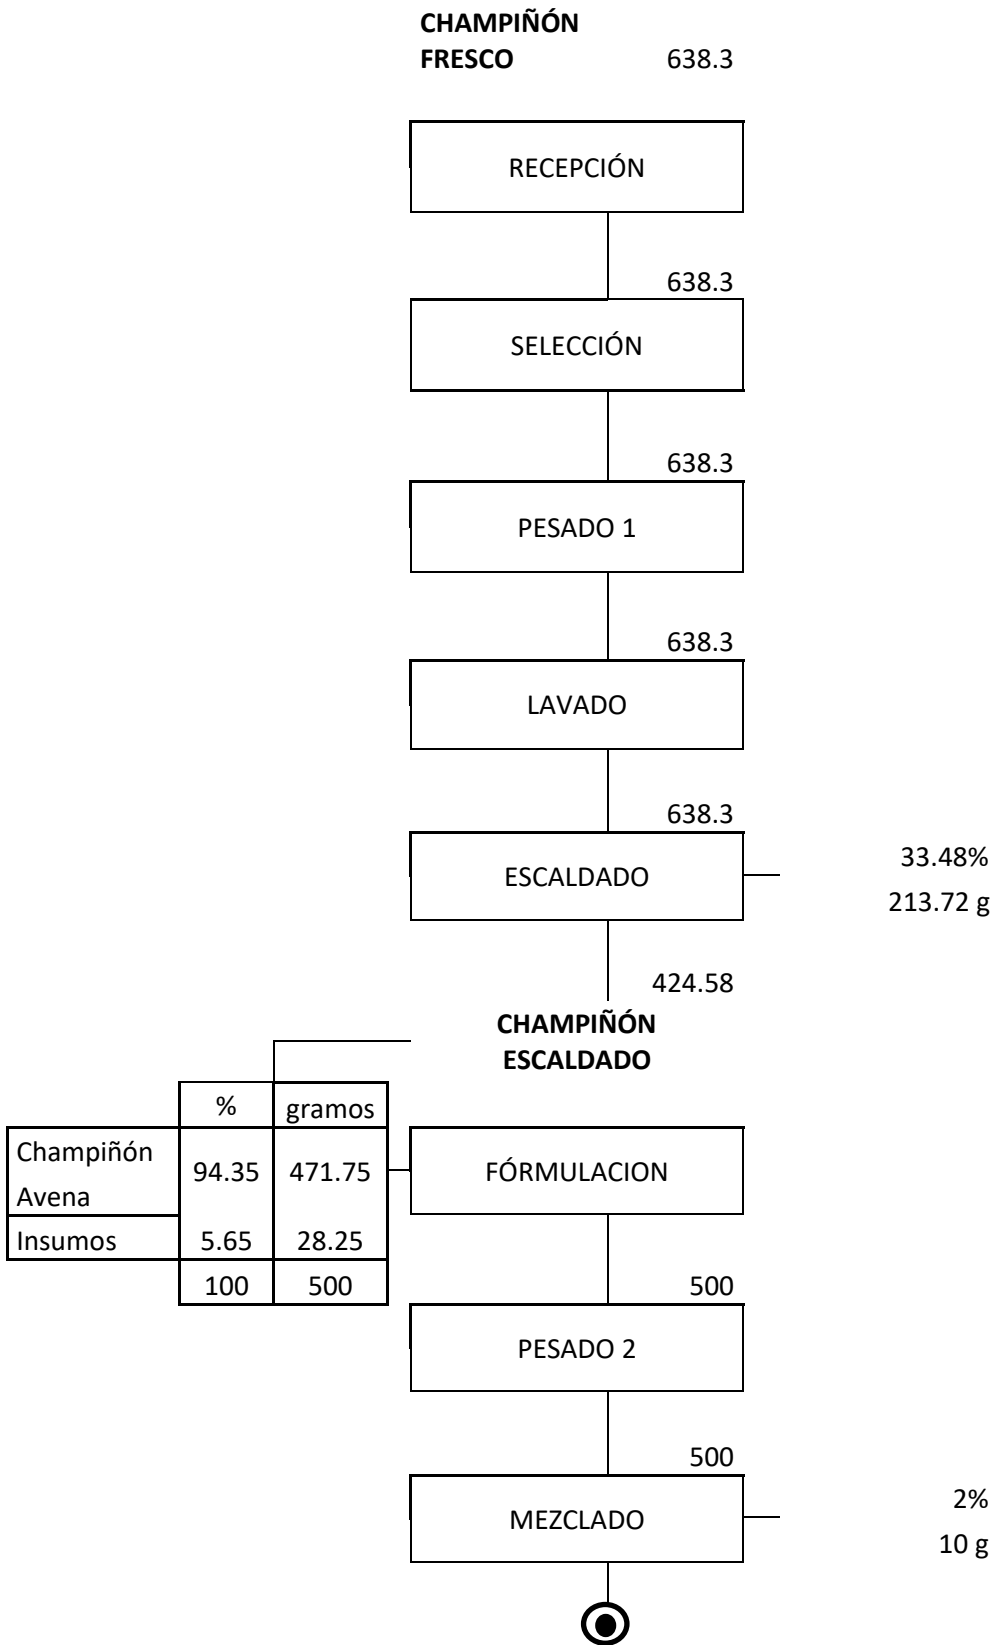 CHAMPIÑÓN
FRESCO 638.3
RECEPCIÓN
638.3
SELECCIÓN
638.3
PESADO 1
638.3
LAVADO
638.3
ESCALDADO
33.48%
213.72 g
424.58
CHAMPIÑÓN
ESCALDADO
% gramos
Champiñón
Avena
94.35 471.75
Insumos 5.65 28.25
100 500
FÓRMULACION
500
PESADO 2
500
MEZCLADO
2%
10 g